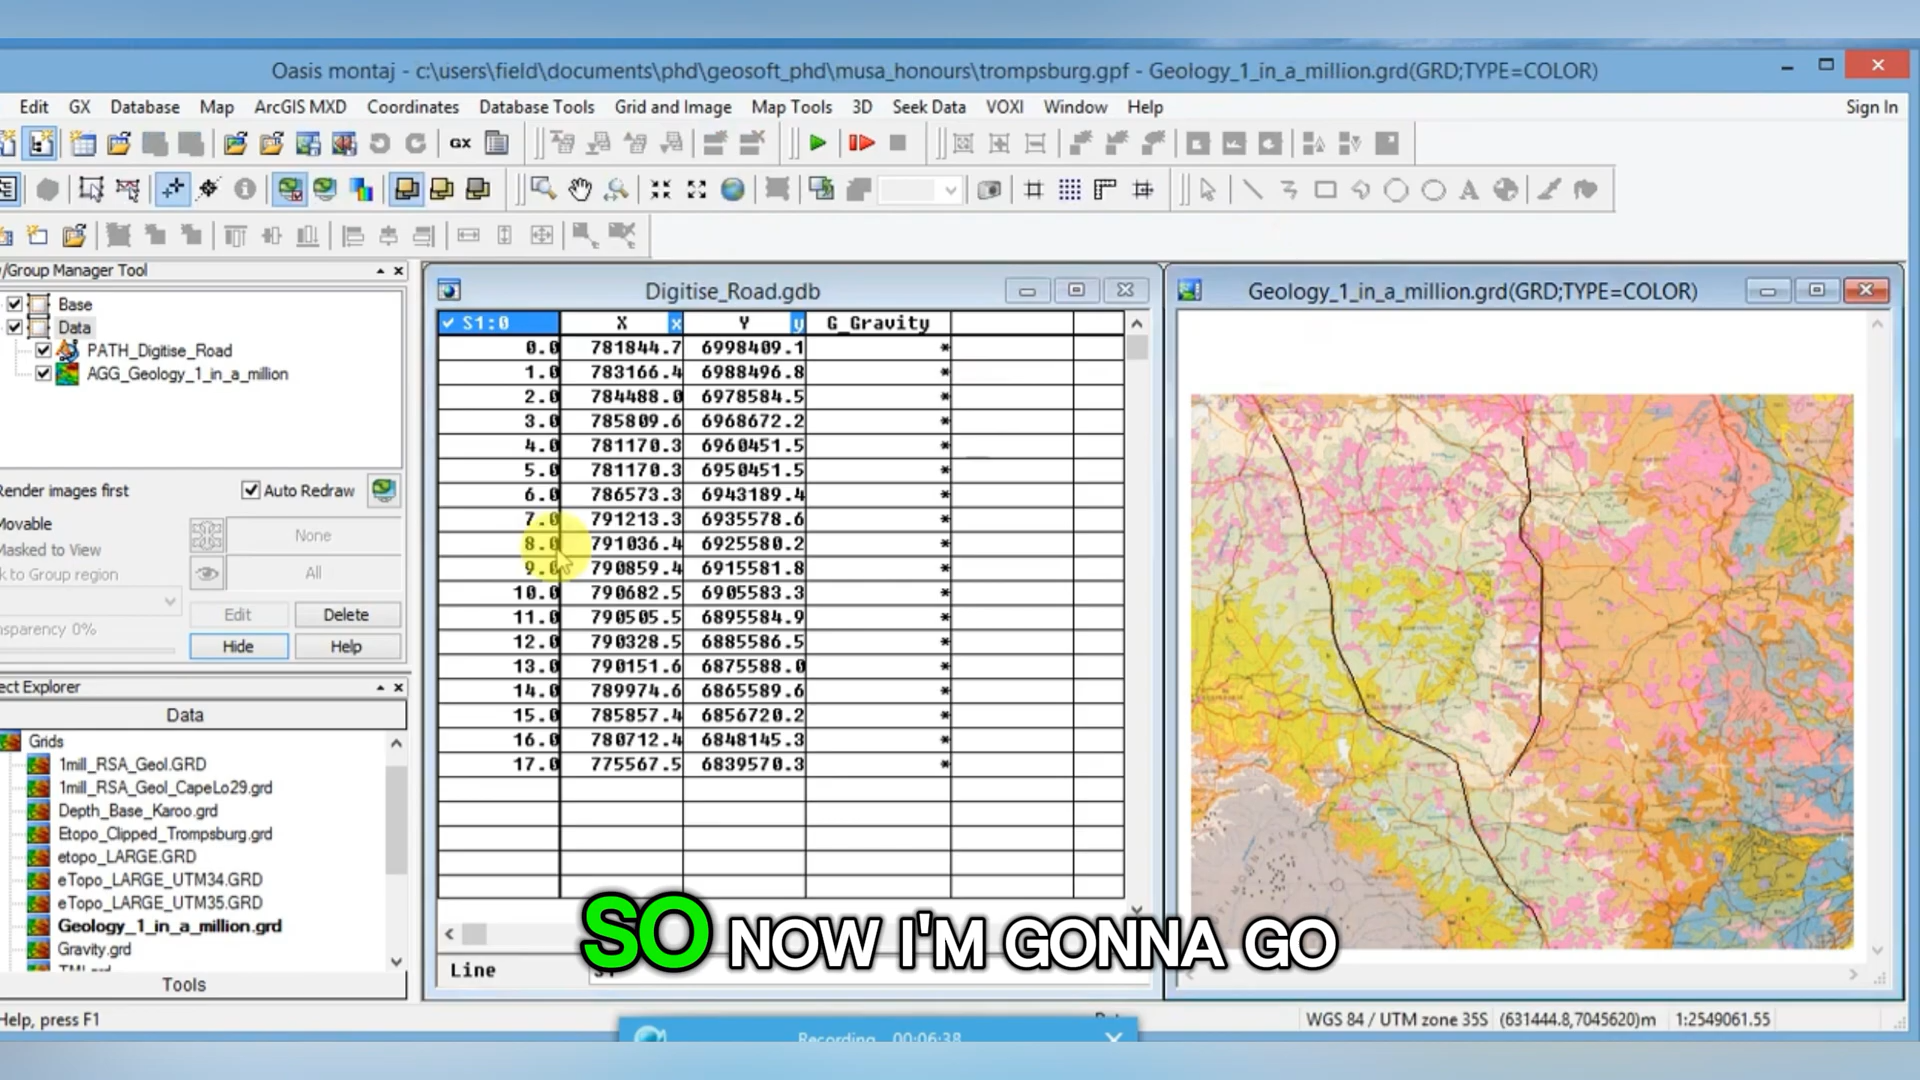 Oasis montaj - c:\users\field\documents\phd\geosoft_phd\musa_honours\trompsburg.gpf - Geology_1_in_a_million.grd(GRD;TYPE=COLOR)
Edit GX Database Map ArcGIS MXD Coordinates Database Tools Grid and Image Map Tools 3D Seek Data VOXI Window Help Sign In
GX
/Group Manager Tool
Base
Data
PATH_Digitise_Road
AGG_Geology_1_in_a_million
Render images first Auto Redraw
Movable None
Masked to View
k to Group region All
Edit Delete
nsparency 0%
Hide Help
ect Explorer
Data
Grids
1mill_RSA_Geol.GRD
1mill_RSA_Geol_CapeLo29.grd
Depth_Base_Karoo.grd
Etopo_Clipped_Trompsburg.grd
etopo_LARGE.GRD
eTopo_LARGE_UTM34.GRD
eTopo_LARGE_UTM35.GRD
Geology_1_in_a_million.grd
Gravity.grd
Tools
Digitise_Road.gdb
S1:0 X x Y y G_Gravity
0.0 781844.7 6998409.1 *
1.0 783166.4 6988496.8 *
2.0 784488.0 6978584.5 *
3.0 785809.6 6968672.2 *
4.0 781170.3 6960451.5 *
5.0 781170.3 6950451.5 *
6.0 786573.3 6943189.4 *
7.0 791213.3 6935578.6 *
8.0 791036.4 6925580.2 *
9.0 790859.4 6915581.8 *
10.0 790682.5 6905583.3 *
11.0 790505.5 6895584.9 *
12.0 790328.5 6885586.5 *
13.0 790151.6 6875588.0 *
14.0 789974.6 6865589.6 *
15.0 785857.4 6856720.2 *
16.0 780712.4 6848145.3 *
17.0 775567.5 6839570.3 *
Line
Geology_1_in_a_million.grd(GRD;TYPE=COLOR)
SO NOW I'M GONNA GO
Help, press F1
Recording 00:06:38
WGS 84 / UTM zone 35S (631444.8,7045620)m 1:2549061.55